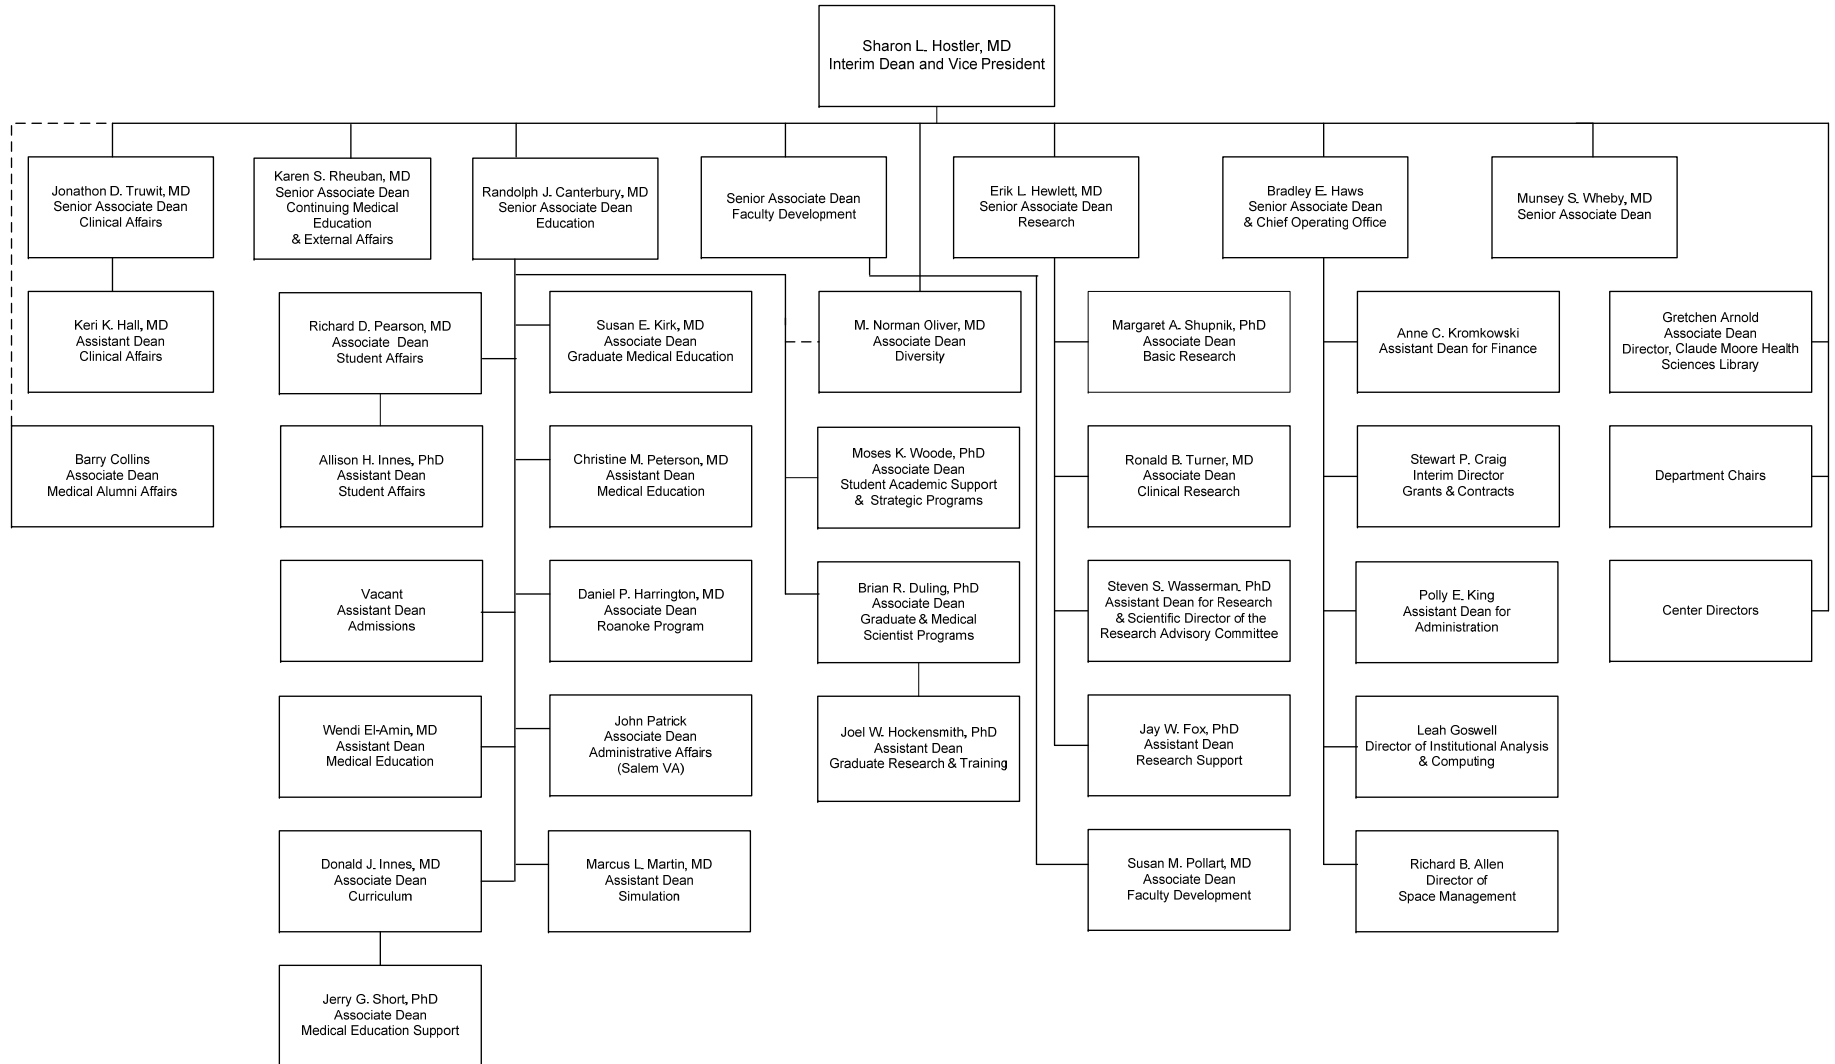 Sharon L. Hostler, MD
Interim Dean and Vice President
Jonathon D. Truwit, MD
Senior Associate Dean
Clinical Affairs
Karen S. Rheuban, MD
Senior Associate Dean
Continuing Medical
Education
& External Affairs
Randolph J. Canterbury, MD
Senior Associate Dean
Education
Senior Associate Dean
Faculty Development
Erik L. Hewlett, MD
Senior Associate Dean
Research
Bradley E. Haws
Senior Associate Dean
& Chief Operating Office
Munsey S. Wheby, MD
Senior Associate Dean
Keri K. Hall, MD
Assistant Dean
Clinical Affairs
Richard D. Pearson, MD
Associate Dean
Student Affairs
Susan E. Kirk, MD
Associate Dean
Graduate Medical Education
M. Norman Oliver, MD
Associate Dean
Diversity
Margaret A. Shupnik, PhD
Associate Dean
Basic Research
Anne C. Kromkowski
Assistant Dean for Finance
Gretchen Arnold
Associate Dean
Director, Claude Moore Health
Sciences Library
Barry Collins
Associate Dean
Medical Alumni Affairs
Allison H. Innes, PhD
Assistant Dean
Student Affairs
Christine M. Peterson, MD
Assistant Dean
Medical Education
Moses K. Woode, PhD
Associate Dean
Student Academic Support
& Strategic Programs
Ronald B. Turner, MD
Associate Dean
Clinical Research
Stewart P. Craig
Interim Director
Grants & Contracts
Department Chairs
Vacant
Assistant Dean
Admissions
Daniel P. Harrington, MD
Associate Dean
Roanoke Program
Brian R. Duling, PhD
Associate Dean
Graduate & Medical
Scientist Programs
Steven S. Wasserman, PhD
Assistant Dean for Research
& Scientific Director of the
Research Advisory Committee
Polly E. King
Assistant Dean for
Administration
Center Directors
Wendi El-Amin, MD
Assistant Dean
Medical Education
John Patrick
Associate Dean
Administrative Affairs
(Salem VA)
Joel W. Hockensmith, PhD
Assistant Dean
Graduate Research & Training
Jay W. Fox, PhD
Assistant Dean
Research Support
Leah Goswell
Director of Institutional Analysis
& Computing
Donald J. Innes, MD
Associate Dean
Curriculum
Marcus L. Martin, MD
Assistant Dean
Simulation
Susan M. Pollart, MD
Associate Dean
Faculty Development
Richard B. Allen
Director of
Space Management
Jerry G. Short, PhD
Associate Dean
Medical Education Support